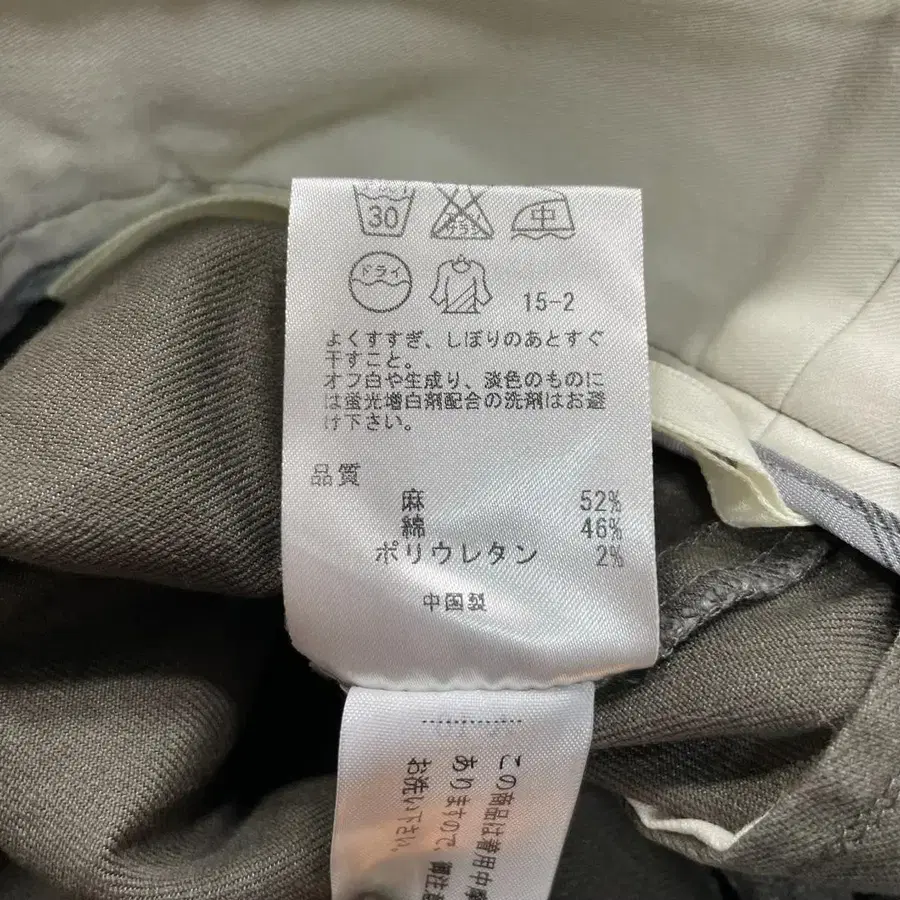 30
中
ドライ
15-2
よくすすぎ、しぼりのあとすぐ
干すこと。
オフ白や生成り、淡色のものに
は蛍光増白剤配合の洗剤はお避
け下さい。
品質
麻 52%
綿 46%
ポリウレタン 2%
中国製
この商品は着用中摩
ありますので、御注意
お洗い下さい。